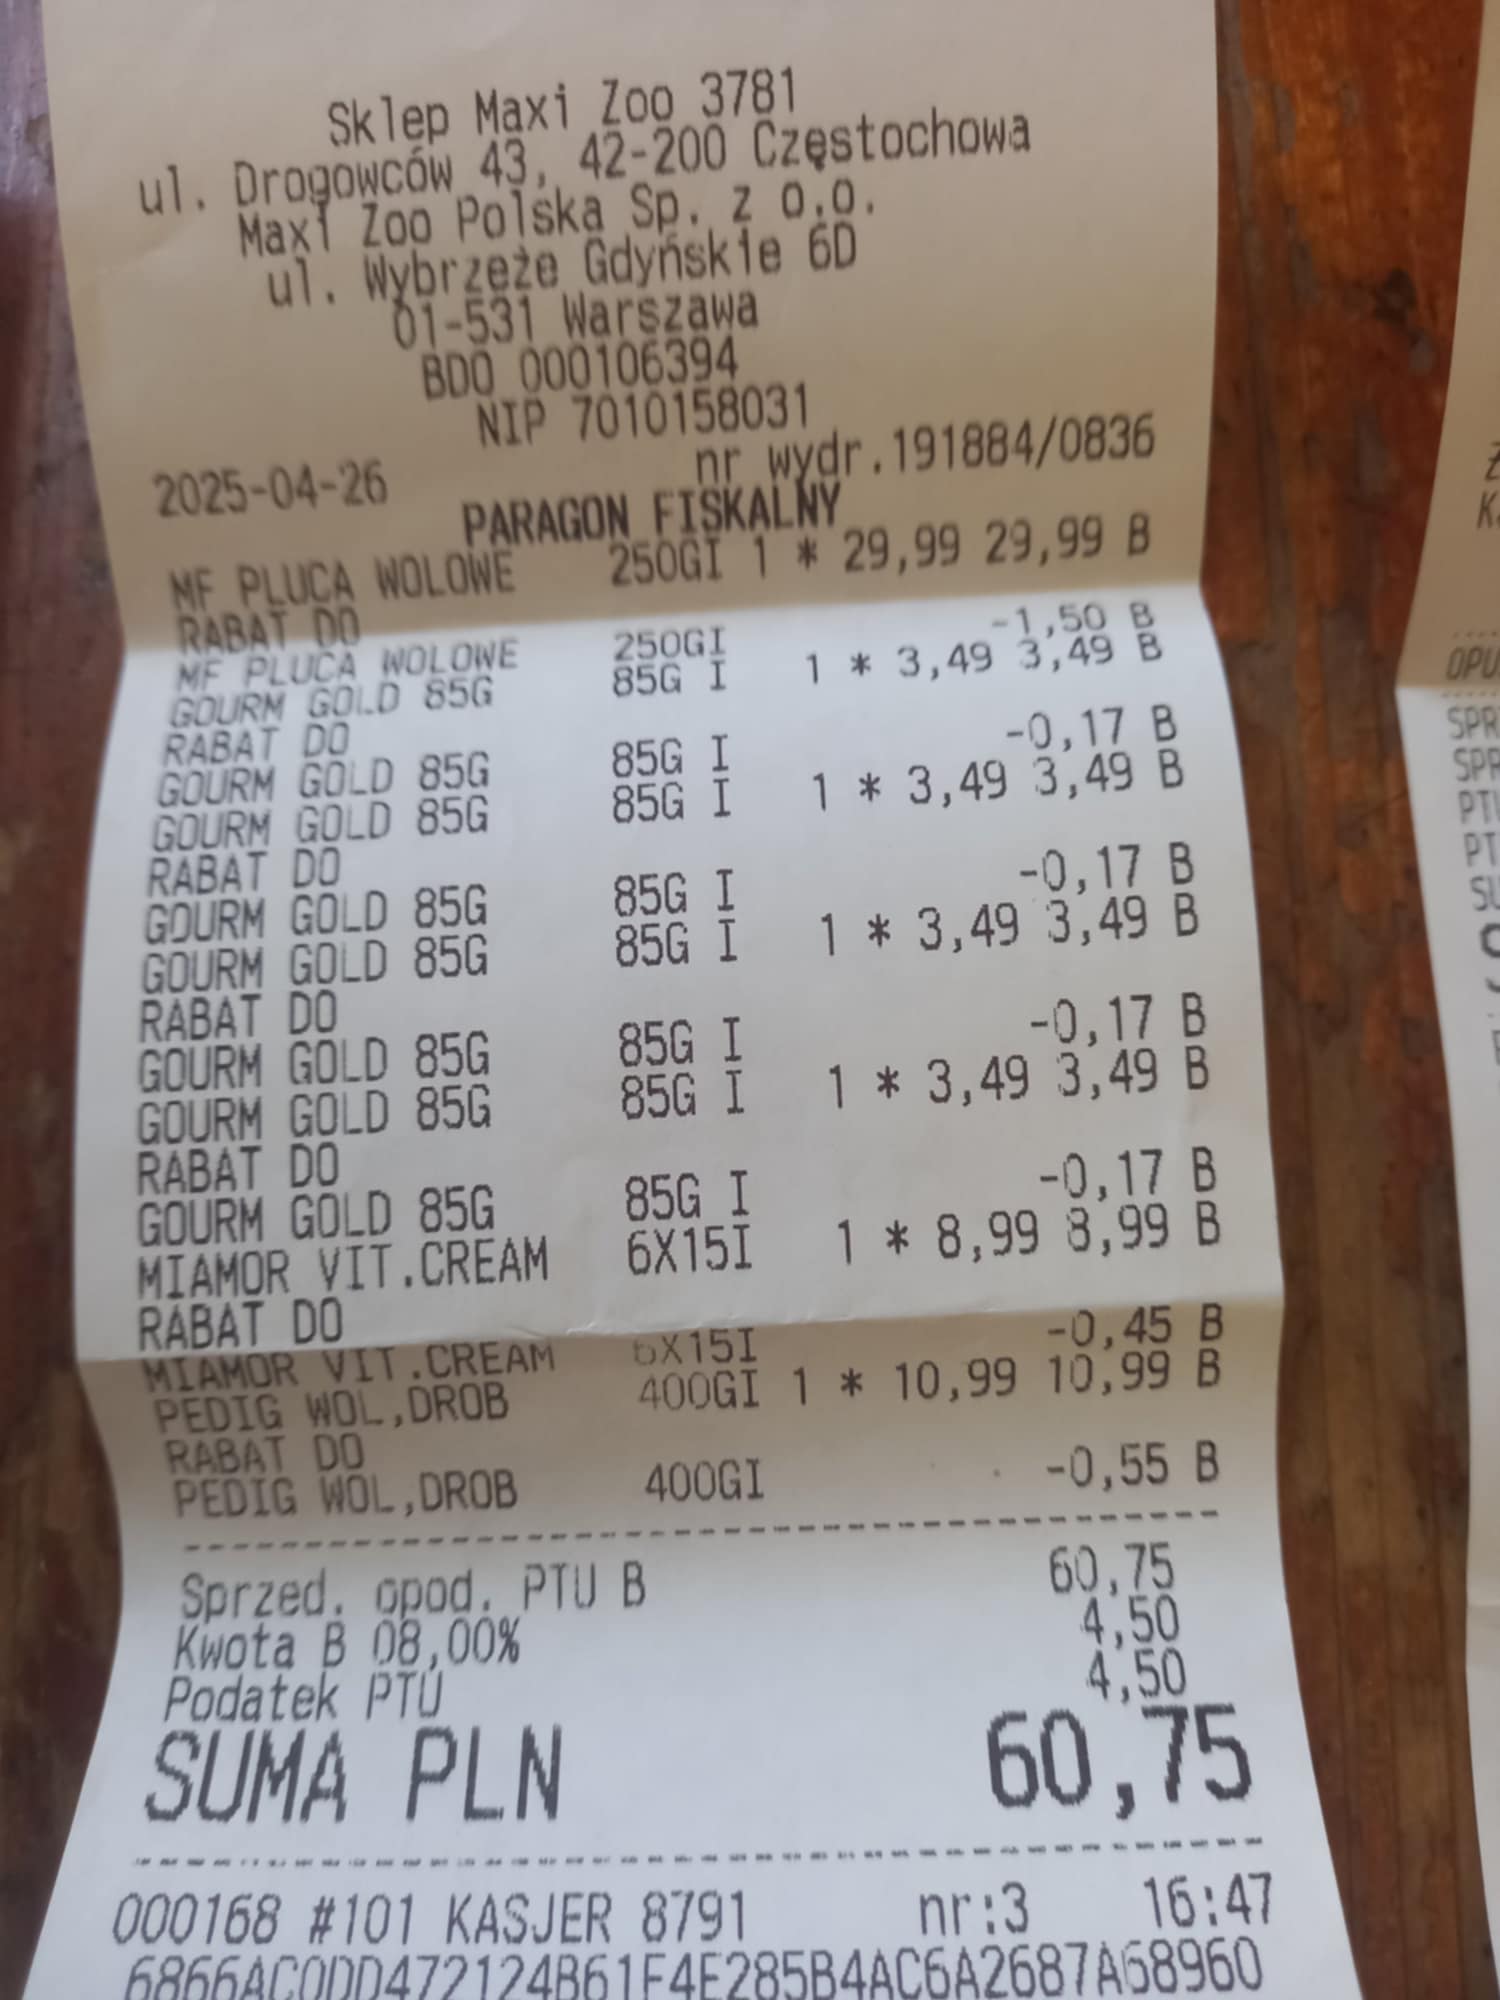 Sklep Maxi Zoo 3781
ul. Drogowców 43, 42-200 Częstochowa
Maxi Zoo Polska Sp. z o.o.
ul. Wybrzeże Gdyńskie 6D
01-531 Warszawa
BDO 000106394
NIP 7010158031
2025-04-26 nr wydr.191884/0836
PARAGON FISKALNY
MF PLUCA WOLOWE 250GI 1 * 29,99 29,99 B
RABAT DO
MF PLUCA WOLOWE 250GI -1,50 B
GOURM GOLD 85G 85G I 1 * 3,49 3,49 B
RABAT DO
GOURM GOLD 85G 85G I -0,17 B
GOURM GOLD 85G 85G I 1 * 3,49 3,49 B
RABAT DO
GOURM GOLD 85G 85G I -0,17 B
GOURM GOLD 85G 85G I 1 * 3,49 3,49 B
RABAT DO
GOURM GOLD 85G 85G I -0,17 B
GOURM GOLD 85G 85G I 1 * 3,49 3,49 B
RABAT DO
GOURM GOLD 85G 85G I -0,17 B
MIAMOR VIT.CREAM 6X15I 1 * 8,99 8,99 B
RABAT DO
MIAMOR VIT.CREAM 6X15I -0,45 B
PEDIG WOL,DROB 400GI 1 * 10,99 10,99 B
RABAT DO
PEDIG WOL,DROB 400GI -0,55 B
Sprzed. opod. PTU B 60,75
Kwota B 08,00% 4,50
Podatek PTU 4,50
SUMA PLN 60,75
000168 #101 KASJER 8791 nr:3 16:47
6866AC0DD472124B61F4E285B4AC6A2687A68960
OPU
SPR
SPR
PTU
PT
SU